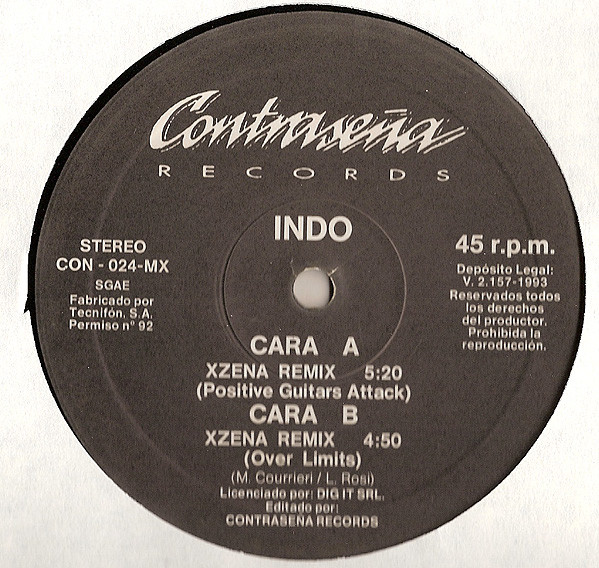 Contraseña
RECORDS
INDO
STEREO
CON - 024-MX
SGAE
Fabricado por
Tecnifón. S.A.
Permiso nº 92
45 r.p.m.
Depósito Legal:
V. 2.157-1993
Reservados todos
los derechos
del productor.
Prohibida la
reproducción.
CARA A
XZENA REMIX 5:20
(Positive Guitars Attack)
CARA B
XZENA REMIX 4:50
(Over Limits)
(M. Courrieri / L. Rosi)
Licenciado por: DIG IT SRL.
Editado por:
CONTRASEÑA RECORDS